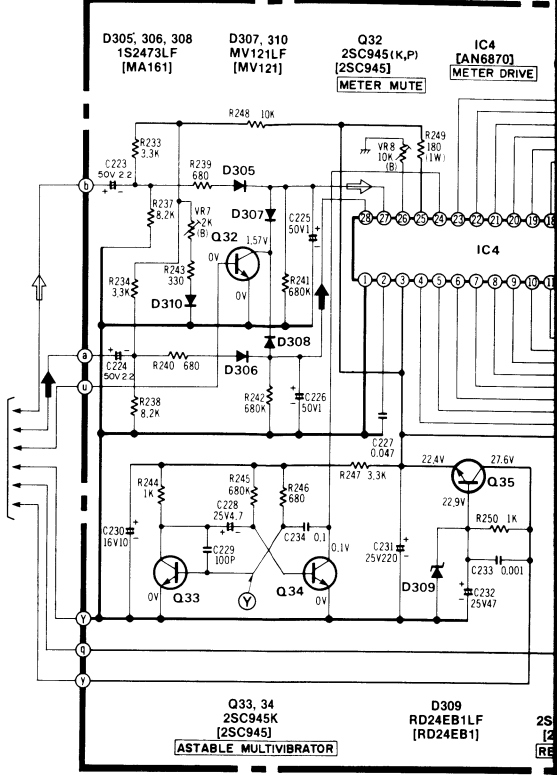 D305, 306, 308
1S2473LF
[MA161]
D307, 310
MV121LF
[MV121]
Q32
2SC945(K,P)
[2SC945]
METER MUTE
IC4
[AN6870]
METER DRIVE
R248 10K
R233
3.3K
VR8
10K
(B)
R249
180
(1W)
C223
50V 2.2
R239
680
D305
b
R237
8.2K
VR7
2K
(B)
D307
C225
50V1
28 27 26 25 24 23 22 21 20 19 18
Q32
1.57V
0V
IC4
R234
3.3K
R243
330
R241
680K
1 2 3 4 5 6 7 8 9 10 11
D310
0V
D308
a
C224
50V 2.2
R240 680
D306
u
R238
8.2K
R242
680K
C226
50V1
C227
0.047
22.4V
27.6V
R244
1K
R245
680K
R246
680
R247 3.3K
Q35
22.9V
C228
25V4.7
R250 1K
C230
16V10
C234 0.1
C229
100P
0.1V
C231
25V220
C233 0.001
Q33
Q34
D309
C232
25V47
0V
Y
0V
Y
q
y
Q33, 34
2SC945K
[2SC945]
ASTABLE MULTIVIBRATOR
D309
RD24EB1LF
[RD24EB1]
2S
[2
RE